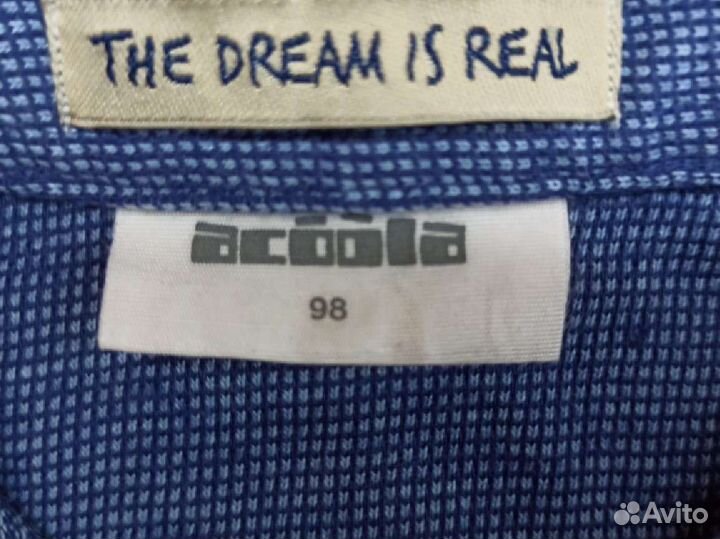 THE DREAM IS REAL
acoola
98
Avito